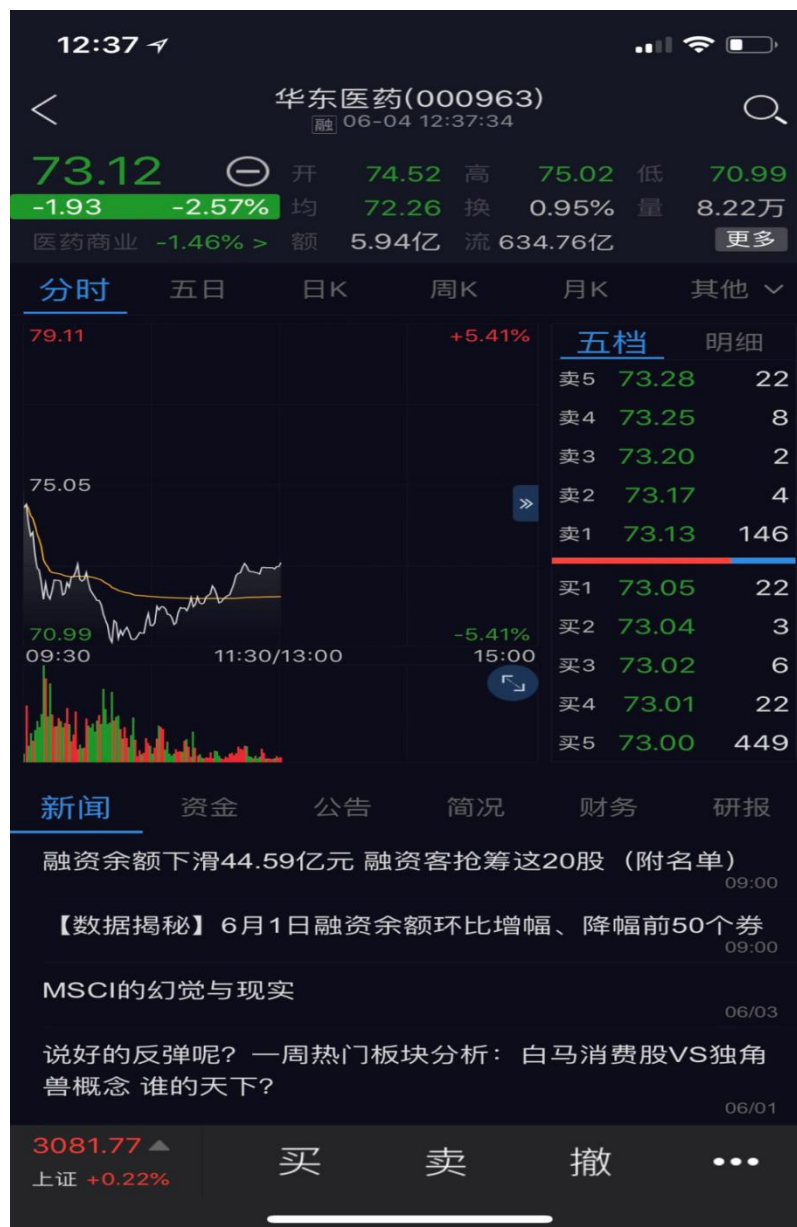 12:37
华东医药(000963)
融 06-04 12:37:34
73.12 开 74.52 高 75.02 低 70.99
-1.93 -2.57% 均 72.26 换 0.95% 量 8.22万
医药商业 -1.46% > 额 5.94亿 流 634.76亿 更多
分时 五日 日K 周K 月K 其他
79.11 +5.41%
75.05
70.99 -5.41%
09:30 11:30/13:00 15:00
五档 明细
卖5 73.28 22
卖4 73.25 8
卖3 73.20 2
卖2 73.17 4
卖1 73.13 146
买1 73.05 22
买2 73.04 3
买3 73.02 6
买4 73.01 22
买5 73.00 449
新闻 资金 公告 简况 财务 研报
融资余额下滑44.59亿元 融资客抢筹这20股（附名单）
09:00
【数据揭秘】6月1日融资余额环比增幅、降幅前50个券
09:00
MSCI的幻觉与现实
06/03
说好的反弹呢？一周热门板块分析：白马消费股VS独角
兽概念 谁的天下?
06/01
3081.77
上证 +0.22%
买 卖 撤